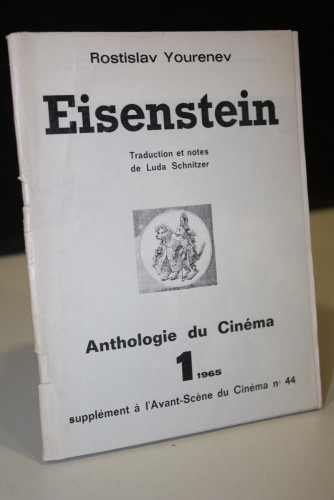 Rostislav Yourenev
Eisenstein
Traduction et notes
de Luda Schnitzer
Anthologie du Cinéma
1 1965
supplément à l'Avant-Scène du Cinéma n° 44